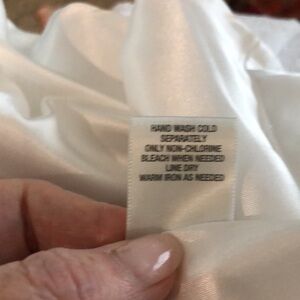 HAND WASH COLD
SEPARATELY
ONLY NON-CHLORINE
BLEACH WHEN NEEDED
LINE DRY
WARM IRON AS NEEDED